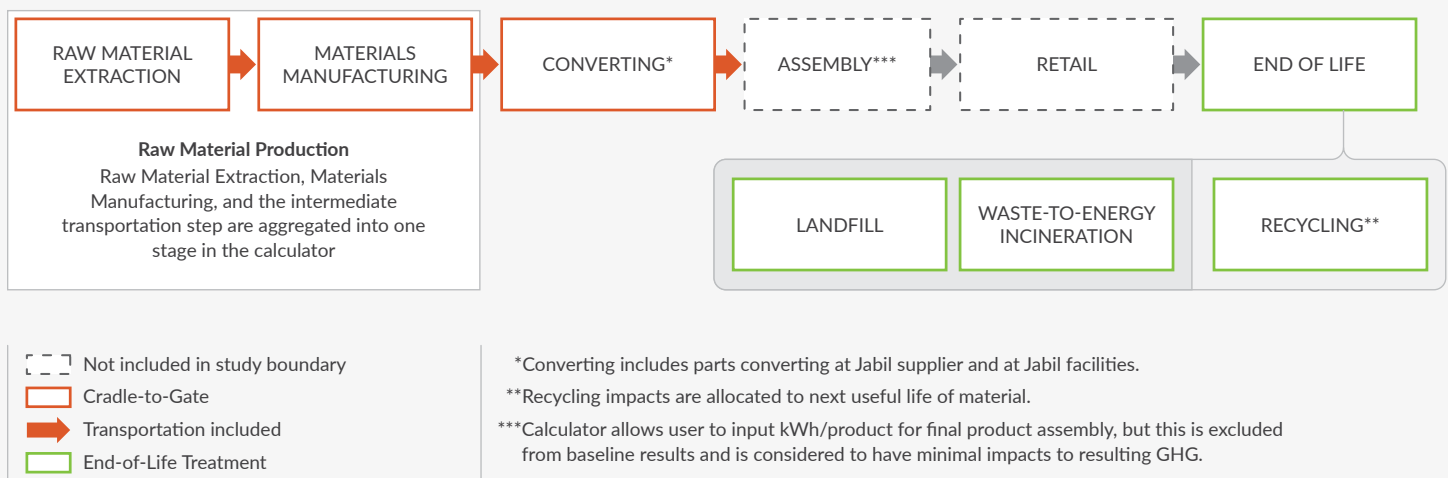 RAW MATERIAL
EXTRACTION
MATERIALS
MANUFACTURING
CONVERTING*
ASSEMBLY***
RETAIL
END OF LIFE
Raw Material Production
Raw Material Extraction, Materials
Manufacturing, and the intermediate
transportation step are aggregated into one
stage in the calculator
LANDFILL
WASTE-TO-ENERGY
INCINERATION
RECYCLING**
Not included in study boundary
Cradle-to-Gate
Transportation included
End-of-Life Treatment
*Converting includes parts converting at Jabil supplier and at Jabil facilities.
**Recycling impacts are allocated to next useful life of material.
***Calculator allows user to input kWh/product for final product assembly, but this is excluded
from baseline results and is considered to have minimal impacts to resulting GHG.